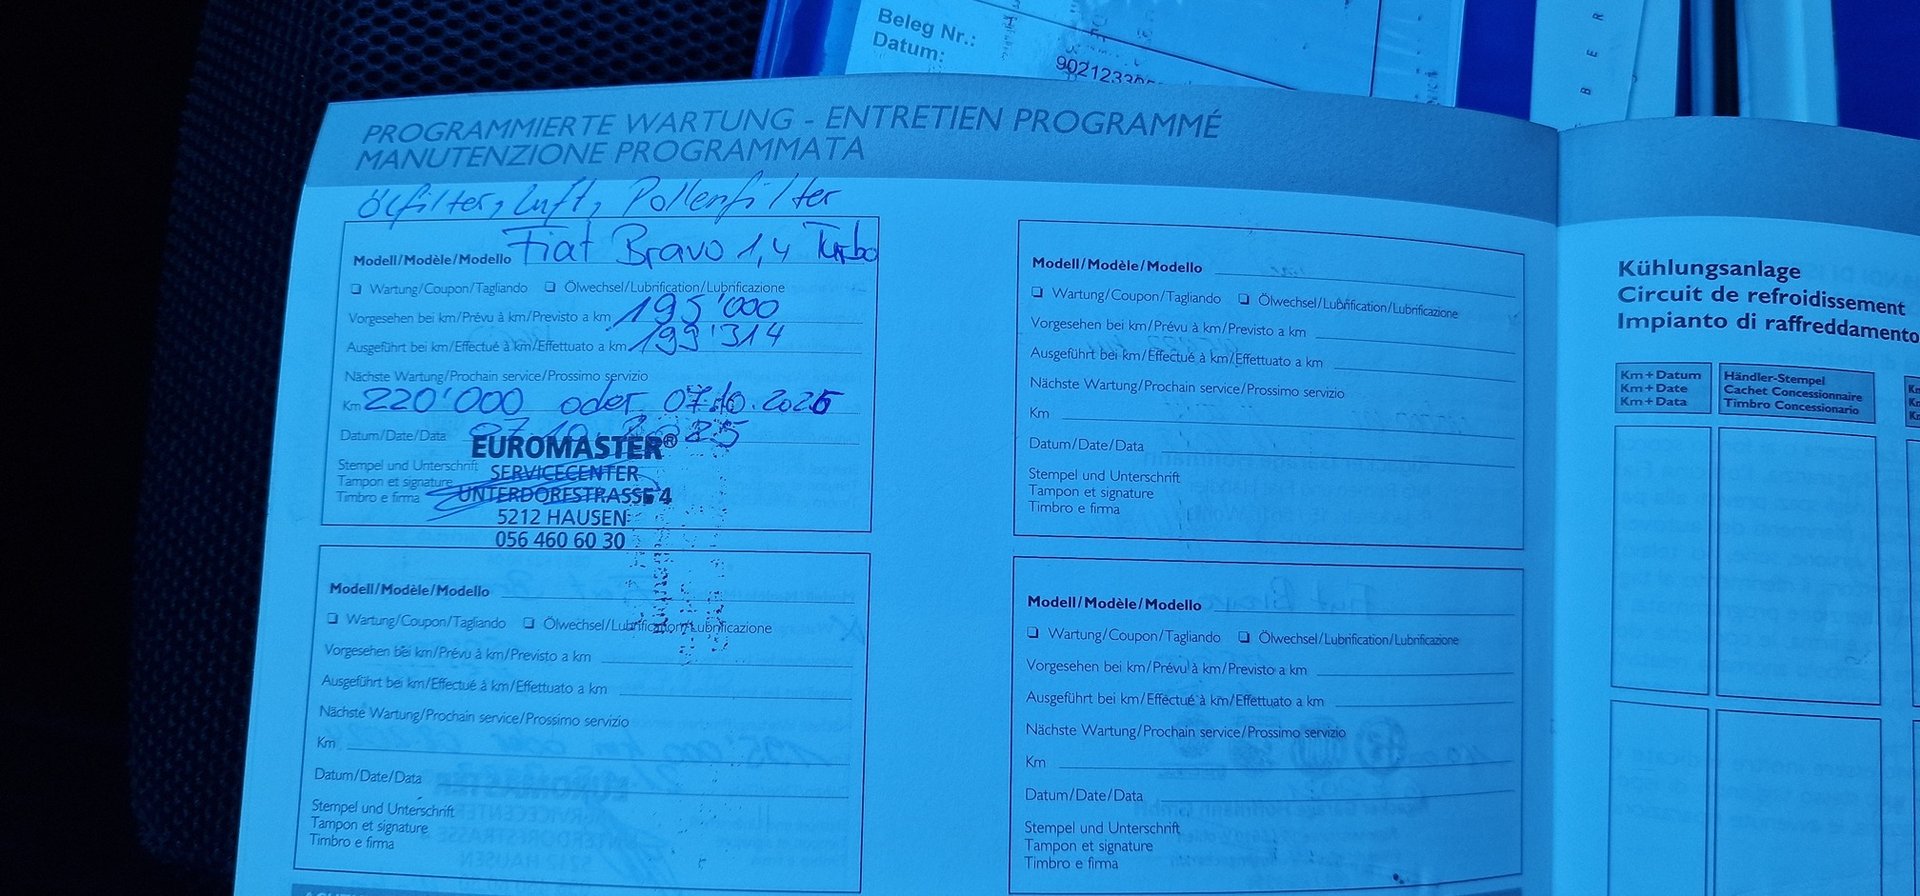 Beleg Nr.:
Datum:
PROGRAMMIERTE WARTUNG - ENTRETIEN PROGRAMMÉ
MANUTENZIONE PROGRAMMATA
Ölfilter, Luft, Pollenfilter
Modell/Modèle/Modello Fiat Bravo 1,4 Turbo
❑ Wartung/Coupon/Tagliando ❑ Ölwechsel/Lubrification/Lubrificazione
Vorgesehen bei km/Prévu à km/Previsto a km 195'000
Ausgeführt bei km/Effectué à km/Effettuato a km 199'314
Nächste Wartung/Prochain service/Prossimo servizio
Km 220'000 oder 07.10.2026
Datum/Date/Data 07.10.2025
Stempel und Unterschrift
Tampon et signature
Timbro e firma
EUROMASTER®
SERVICECENTER
UNTERDORFSTRASSE 4
5212 HAUSEN
056 460 60 30
Modell/Modèle/Modello
❑ Wartung/Coupon/Tagliando ❑ Ölwechsel/Lubrification/Lubrificazione
Vorgesehen bei km/Prévu à km/Previsto a km
Ausgeführt bei km/Effectué à km/Effettuato a km
Nächste Wartung/Prochain service/Prossimo servizio
Km
Datum/Date/Data
Stempel und Unterschrift
Tampon et signature
Timbro e firma
Modell/Modèle/Modello
❑ Wartung/Coupon/Tagliando ❑ Ölwechsel/Lubrification/Lubrificazione
Vorgesehen bei km/Prévu à km/Previsto a km
Ausgeführt bei km/Effectué à km/Effettuato a km
Nächste Wartung/Prochain service/Prossimo servizio
Km
Datum/Date/Data
Stempel und Unterschrift
Tampon et signature
Timbro e firma
Modell/Modèle/Modello
❑ Wartung/Coupon/Tagliando ❑ Ölwechsel/Lubrification/Lubrificazione
Vorgesehen bei km/Prévu à km/Previsto a km
Ausgeführt bei km/Effectué à km/Effettuato a km
Nächste Wartung/Prochain service/Prossimo servizio
Km
Datum/Date/Data
Stempel und Unterschrift
Tampon et signature
Timbro e firma
Kühlungsanlage
Circuit de refroidissement
Impianto di raffreddamento
Km + Datum
Km + Date
Km + Data
Händler-Stempel
Cachet Concessionnaire
Timbro Concessionario